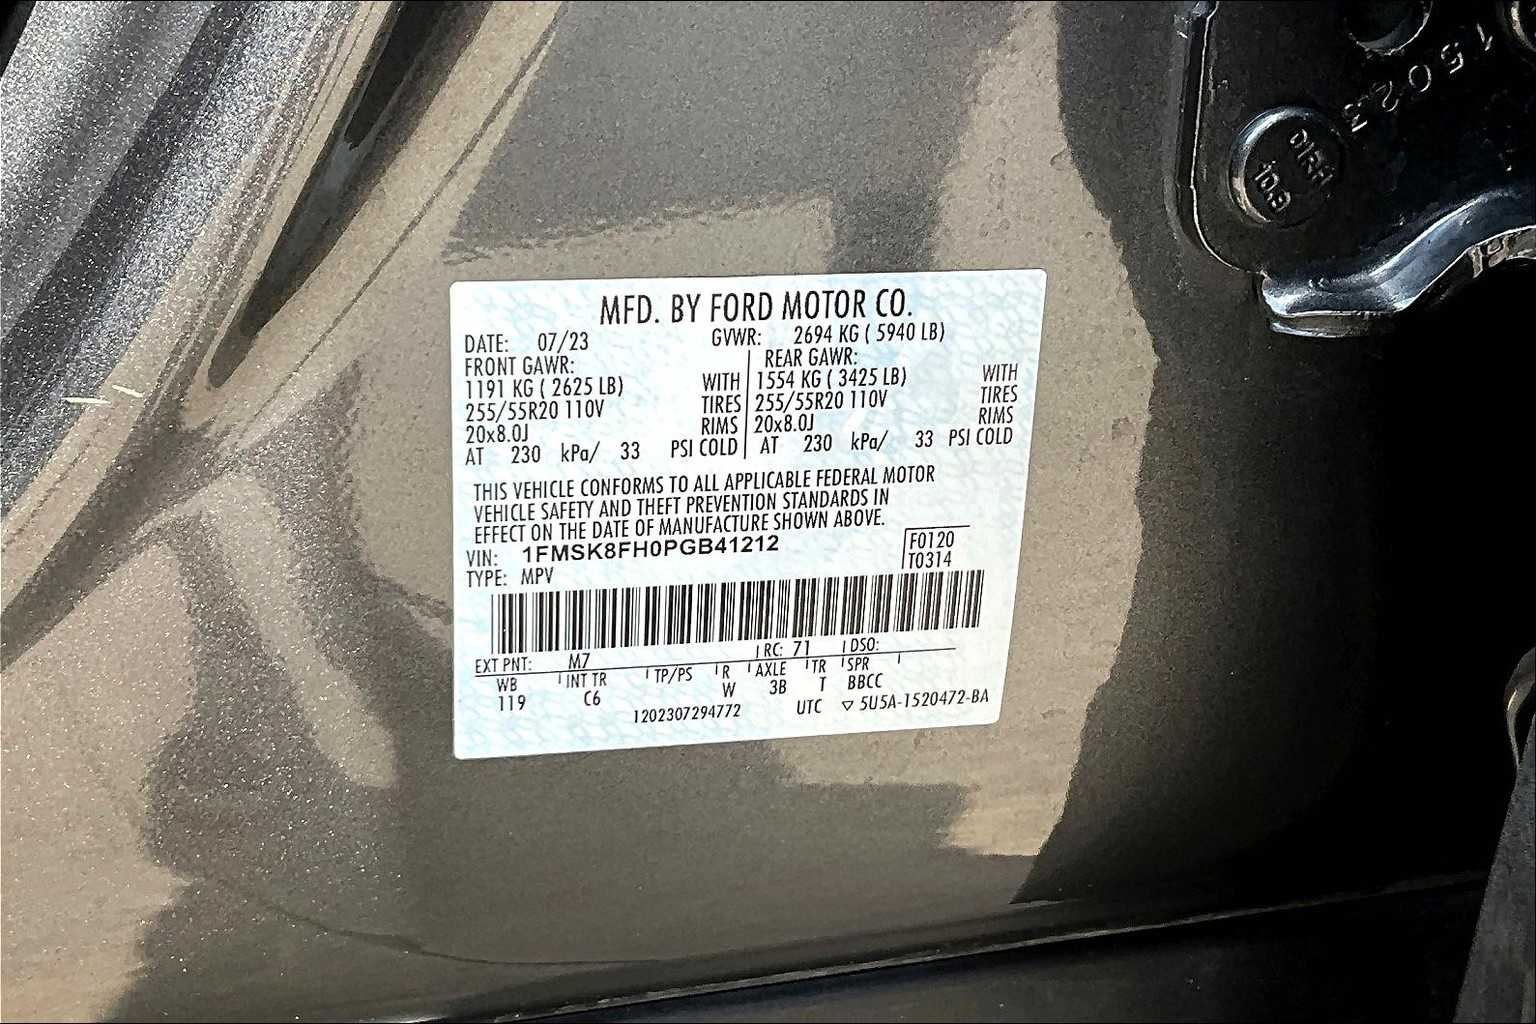 15023
DIRH
10.9
MFD. BY FORD MOTOR CO.
DATE: 07/23 GVWR: 2694 KG ( 5940 LB)
FRONT GAWR: REAR GAWR:
1191 KG ( 2625 LB) WITH 1554 KG ( 3425 LB) WITH
255/55R20 110V TIRES 255/55R20 110V TIRES
20x8.0J RIMS 20x8.0J RIMS
AT 230 kPa/ 33 PSI COLD AT 230 kPa/ 33 PSI COLD
THIS VEHICLE CONFORMS TO ALL APPLICABLE FEDERAL MOTOR
VEHICLE SAFETY AND THEFT PREVENTION STANDARDS IN
EFFECT ON THE DATE OF MANUFACTURE SHOWN ABOVE.
VIN: 1FMSK8FH0PGB41212 F0120
TYPE: MPV T0314
EXT PNT: M7 RC: 71 DSO:
WB INT TR TP/PS R AXLE TR SPR
119 C6 W 3B T BBCC
1202307294772 UTC ▽ 5U5A-1520472-BA